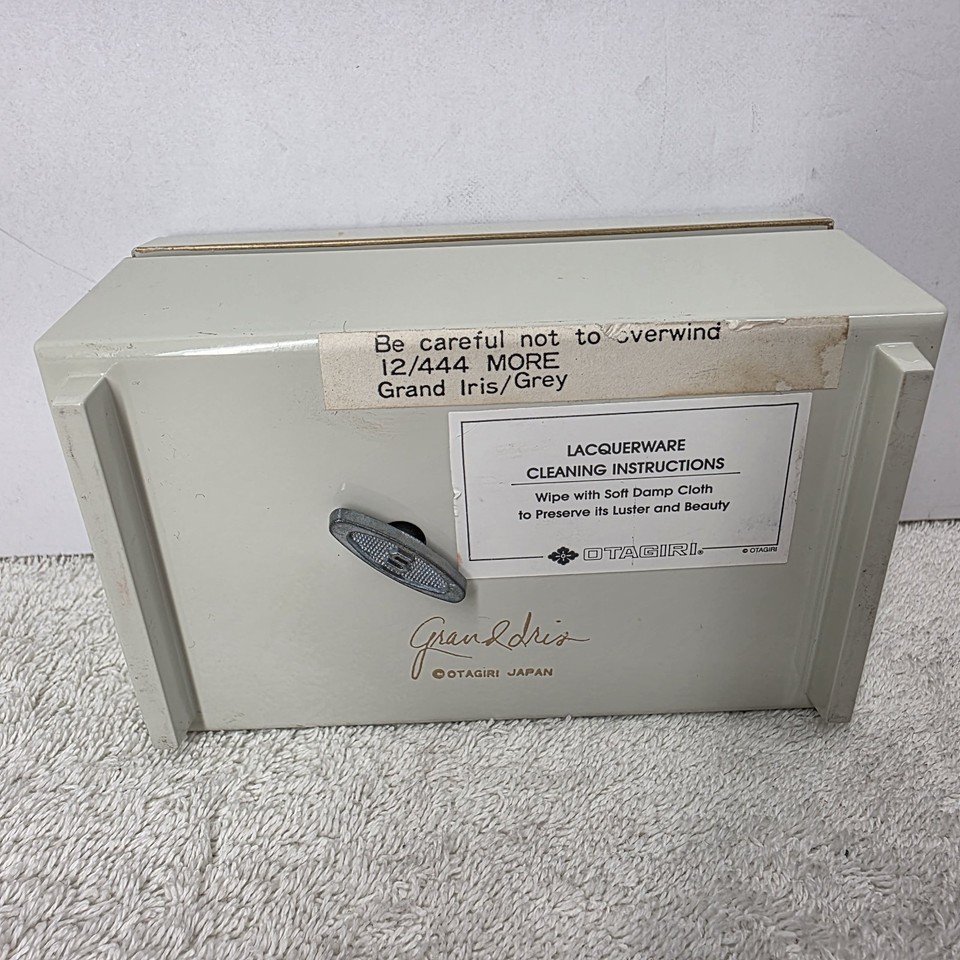 Be careful not to overwind
12/444 MORE
Grand Iris/Grey
LACQUERWARE
CLEANING INSTRUCTIONS
Wipe with Soft Damp Cloth
to Preserve its Luster and Beauty
OTAGIRI®
© OTAGIRI
S
Grand Iris
©OTAGIRI JAPAN